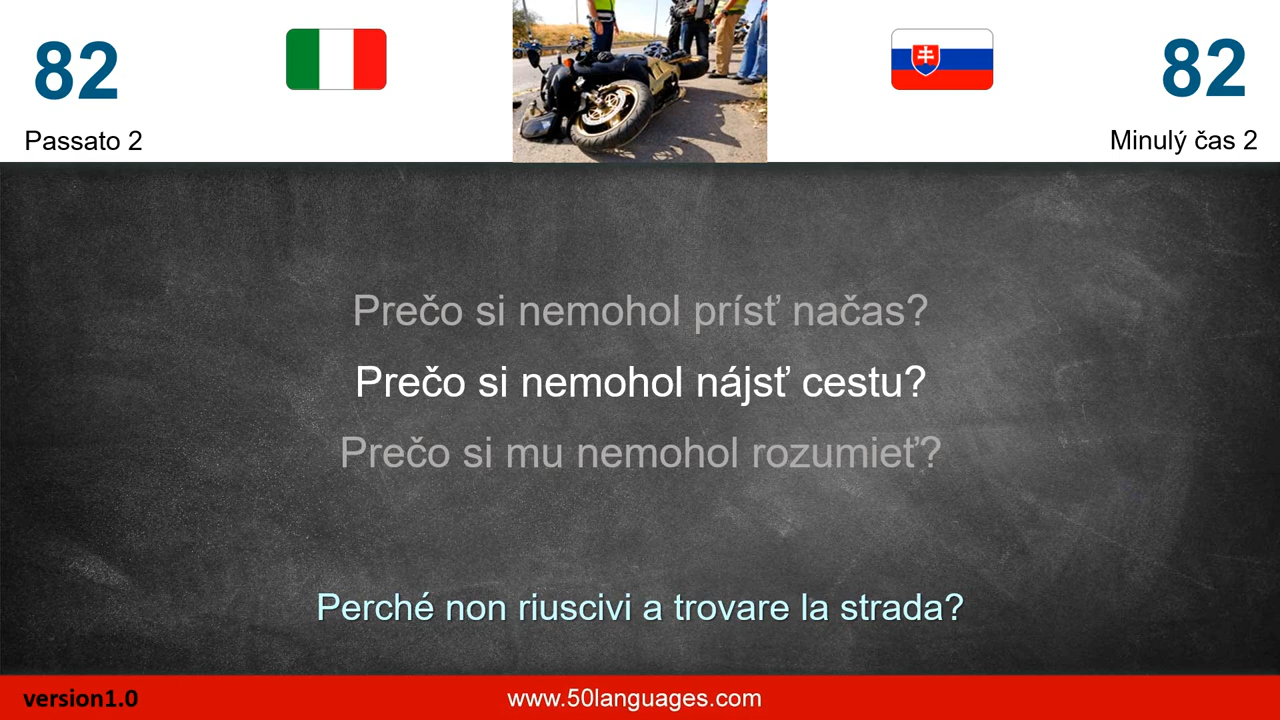 82
Passato 2
82
Minulý čas 2
Prečo si nemohol prísť načas?
Prečo si nemohol nájsť cestu?
Prečo si mu nemohol rozumieť?
Perché non riuscivi a trovare la strada?
version1.0
www.50languages.com